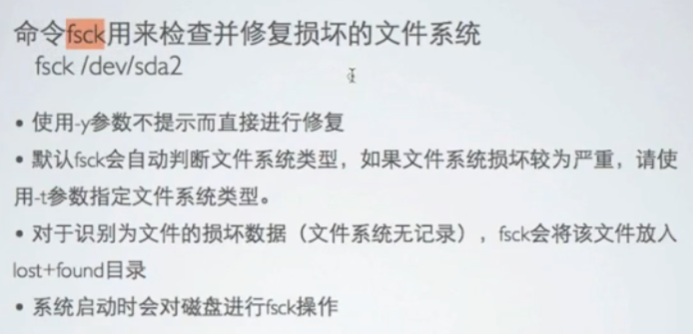 命令fsck用来检查并修复损坏的文件系统
fsck /dev/sda2
• 使用-y参数不提示而直接进行修复
• 默认fsck会自动判断文件系统类型，如果文件系统损坏较为严重，请使
用-t参数指定文件系统类型。
• 对于识别为文件的损坏数据（文件系统无记录），fsck会将该文件放入
lost+found目录
• 系统启动时会对磁盘进行fsck操作